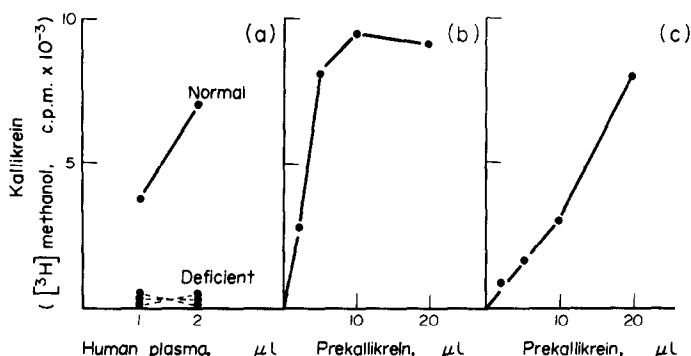 Kallikrein
( [³H] methanol, c.p.m. x 10⁻³)
10
5
(a)
Normal
Deficient
1 2
Human plasma, µl
(b)
10 20
Prekallikrein, µl
(c)
10 20
Prekallikrein, µl